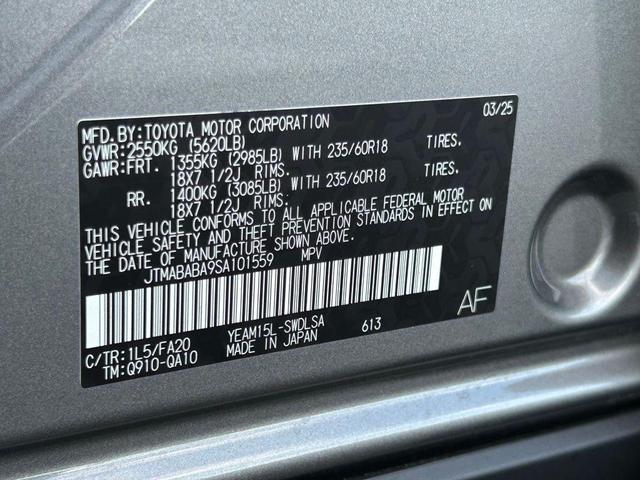 03/25
MFD.BY:TOYOTA MOTOR CORPORATION
GVWR:2550KG (5620LB)
GAWR:FRT. 1355KG (2985LB) WITH 235/60R18 TIRES.
18X7 1/2J RIMS.
RR. 1400KG (3085LB) WITH 235/60R18 TIRES.
18X7 1/2J RIMS.
THIS VEHICLE CONFORMS TO ALL APPLICABLE FEDERAL MOTOR
VEHICLE SAFETY AND THEFT PREVENTION STANDARDS IN EFFECT ON
THE DATE OF MANUFACTURE SHOWN ABOVE.
JTMABABA9SA101559 MPV
YEAM15L-SWDLSA 613
C/TR:1L5/FA20 MADE IN JAPAN
TM:Q910-QA10
AF